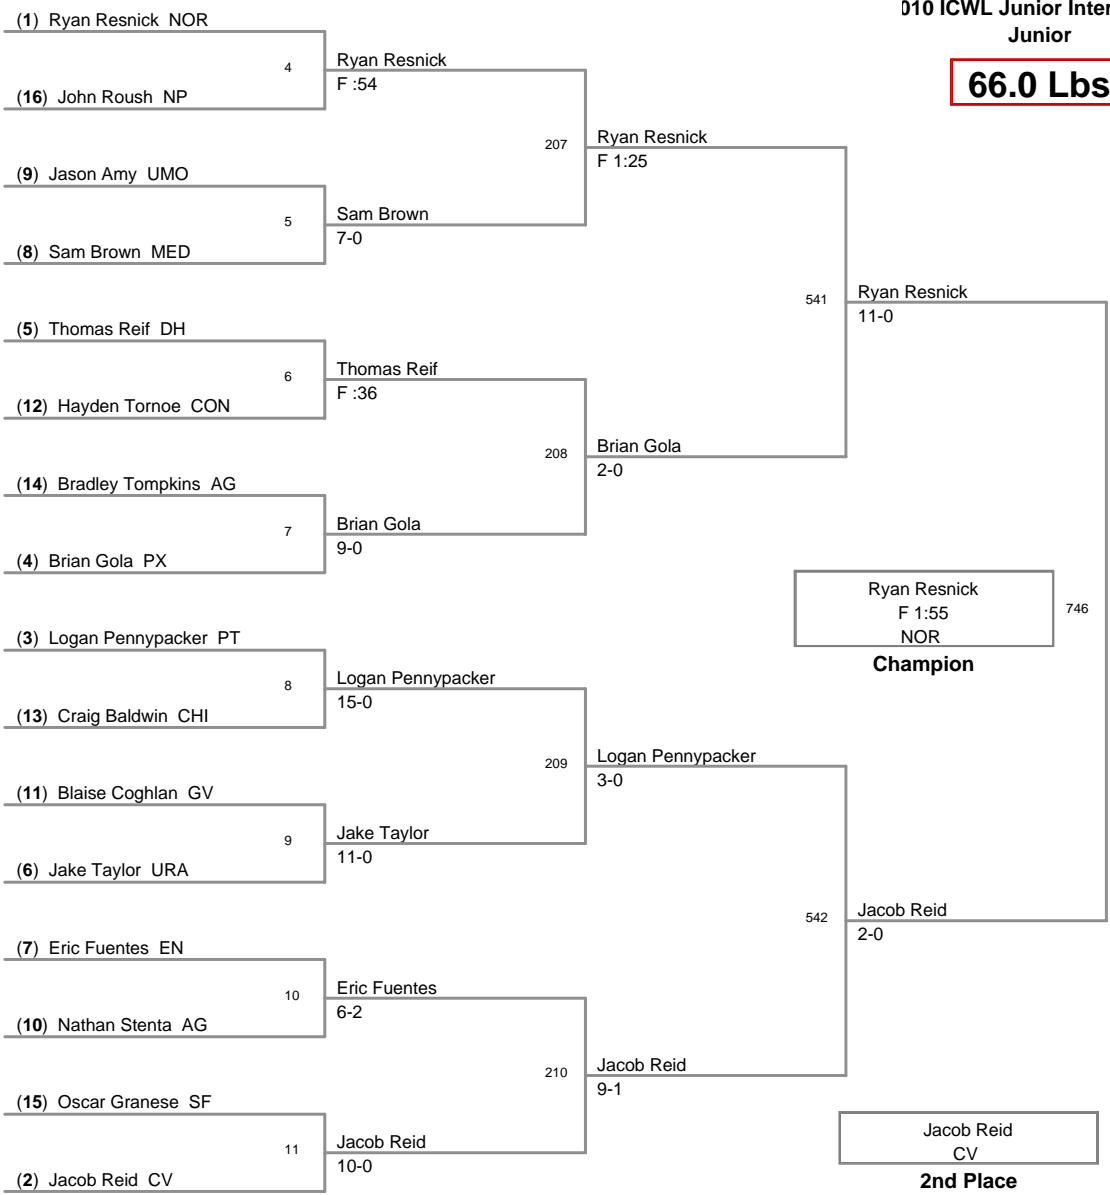 010 ICWL Junior Inter
Junior
66.0 Lbs
(1) Ryan Resnick NOR
4
Ryan Resnick
F :54
(16) John Roush NP
207
Ryan Resnick
F 1:25
(9) Jason Amy UMO
5
Sam Brown
7-0
(8) Sam Brown MED
541
Ryan Resnick
11-0
(5) Thomas Reif DH
6
Thomas Reif
F :36
(12) Hayden Tornoe CON
208
Brian Gola
2-0
(14) Bradley Tompkins AG
7
Brian Gola
9-0
(4) Brian Gola PX
Ryan Resnick
F 1:55
NOR
746
Champion
(3) Logan Pennypacker PT
8
Logan Pennypacker
15-0
(13) Craig Baldwin CHI
209
Logan Pennypacker
3-0
(11) Blaise Coghlan GV
9
Jake Taylor
11-0
(6) Jake Taylor URA
542
Jacob Reid
2-0
(7) Eric Fuentes EN
10
Eric Fuentes
6-2
(10) Nathan Stenta AG
210
Jacob Reid
9-1
(15) Oscar Granese SF
11
Jacob Reid
10-0
(2) Jacob Reid CV
Jacob Reid
CV
2nd Place